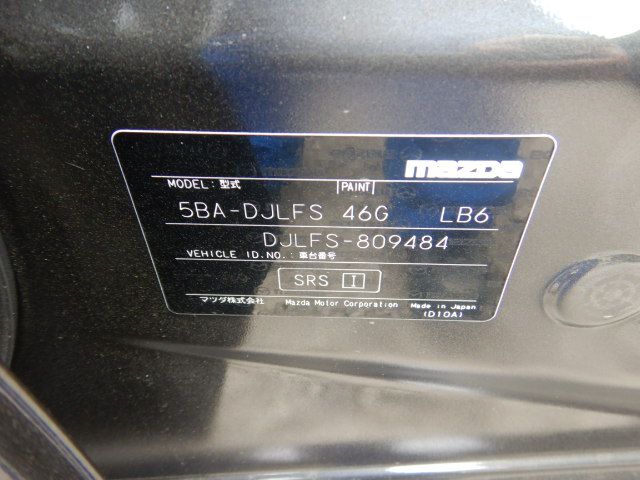 mazda
MODEL: 型式 PAINT
5BA-DJLFS 46G LB6
DJLFS-809484
VEHICLE ID.NO.: 車台番号
SRS I
マツダ株式会社 Mazda Motor Corporation Made in Japan
(D10A)